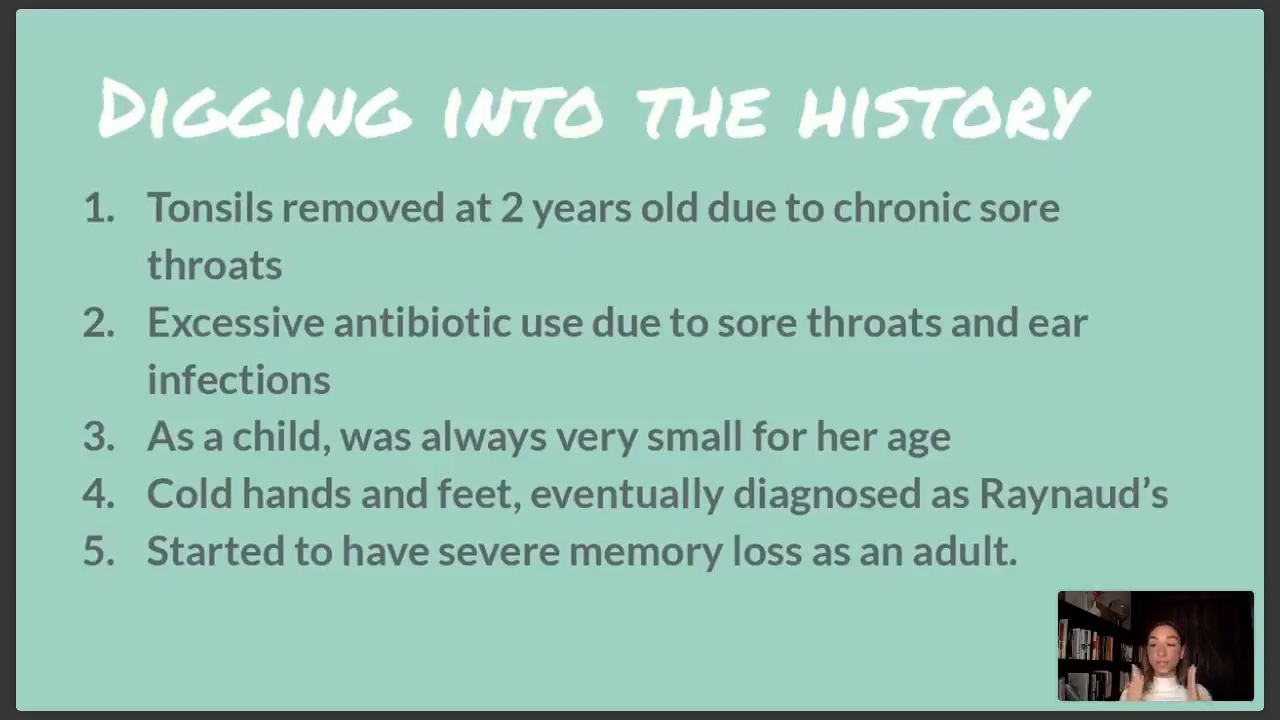 Digging into the history
1. Tonsils removed at 2 years old due to chronic sore
throats
2. Excessive antibiotic use due to sore throats and ear
infections
3. As a child, was always very small for her age
4. Cold hands and feet, eventually diagnosed as Raynaud’s
5. Started to have severe memory loss as an adult.